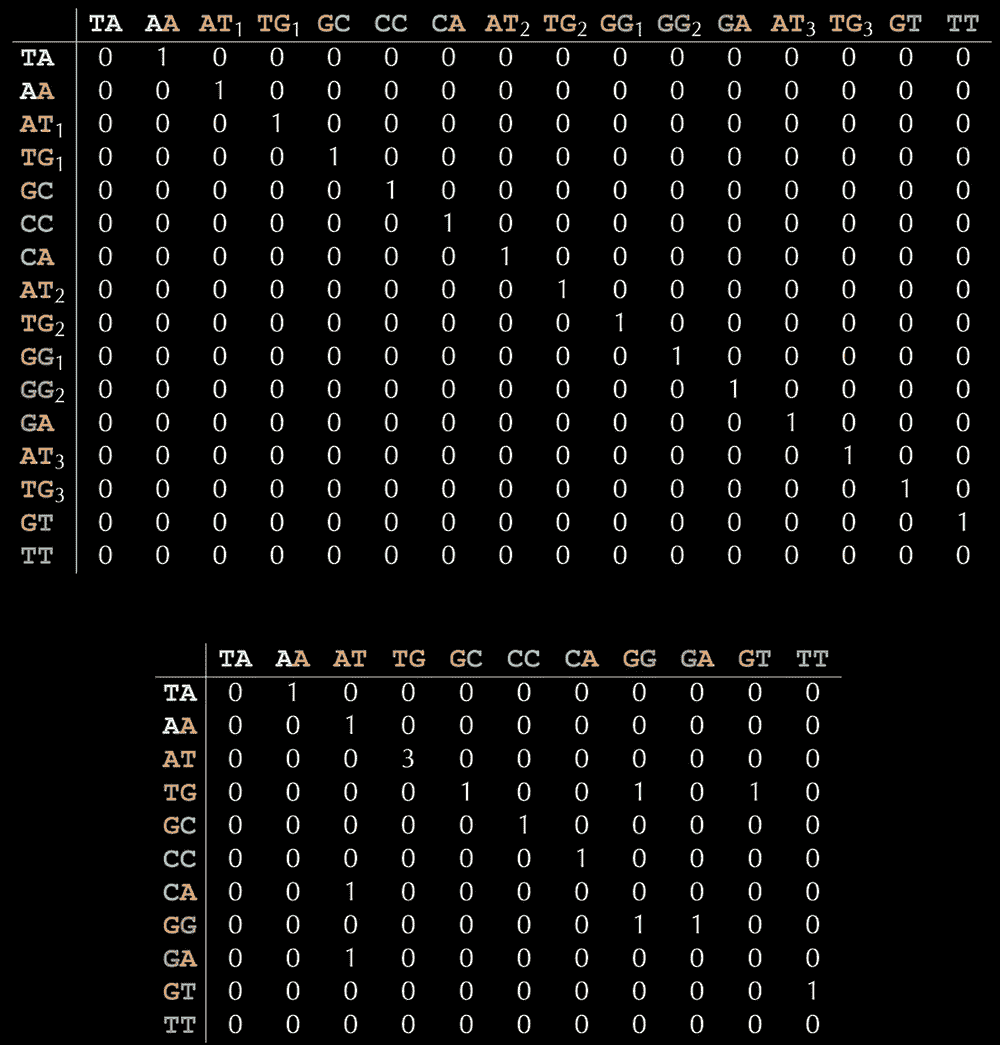 TA AA AT₁ TG₁ GC CC CA AT₂ TG₂ GG₁ GG₂ GA AT₃ TG₃ GT TT
TA 0 1 0 0 0 0 0 0 0 0 0 0 0 0 0 0
AA 0 0 1 0 0 0 0 0 0 0 0 0 0 0 0 0
AT₁ 0 0 0 1 0 0 0 0 0 0 0 0 0 0 0 0
TG₁ 0 0 0 0 1 0 0 0 0 0 0 0 0 0 0 0
GC 0 0 0 0 0 1 0 0 0 0 0 0 0 0 0 0
CC 0 0 0 0 0 0 1 0 0 0 0 0 0 0 0 0
CA 0 0 0 0 0 0 0 1 0 0 0 0 0 0 0 0
AT₂ 0 0 0 0 0 0 0 0 1 0 0 0 0 0 0 0
TG₂ 0 0 0 0 0 0 0 0 0 1 0 0 0 0 0 0
GG₁ 0 0 0 0 0 0 0 0 0 0 1 0 0 0 0 0
GG₂ 0 0 0 0 0 0 0 0 0 0 0 1 0 0 0 0
GA 0 0 0 0 0 0 0 0 0 0 0 0 1 0 0 0
AT₃ 0 0 0 0 0 0 0 0 0 0 0 0 0 1 0 0
TG₃ 0 0 0 0 0 0 0 0 0 0 0 0 0 0 1 0
GT 0 0 0 0 0 0 0 0 0 0 0 0 0 0 0 1
TT 0 0 0 0 0 0 0 0 0 0 0 0 0 0 0 0
TA AA AT TG GC CC CA GG GA GT TT
TA 0 1 0 0 0 0 0 0 0 0 0
AA 0 0 1 0 0 0 0 0 0 0 0
AT 0 0 0 3 0 0 0 0 0 0 0
TG 0 0 0 0 1 0 0 1 0 1 0
GC 0 0 0 0 0 1 0 0 0 0 0
CC 0 0 0 0 0 0 1 0 0 0 0
CA 0 0 1 0 0 0 0 0 0 0 0
GG 0 0 0 0 0 0 0 1 1 0 0
GA 0 0 1 0 0 0 0 0 0 0 0
GT 0 0 0 0 0 0 0 0 0 0 1
TT 0 0 0 0 0 0 0 0 0 0 0